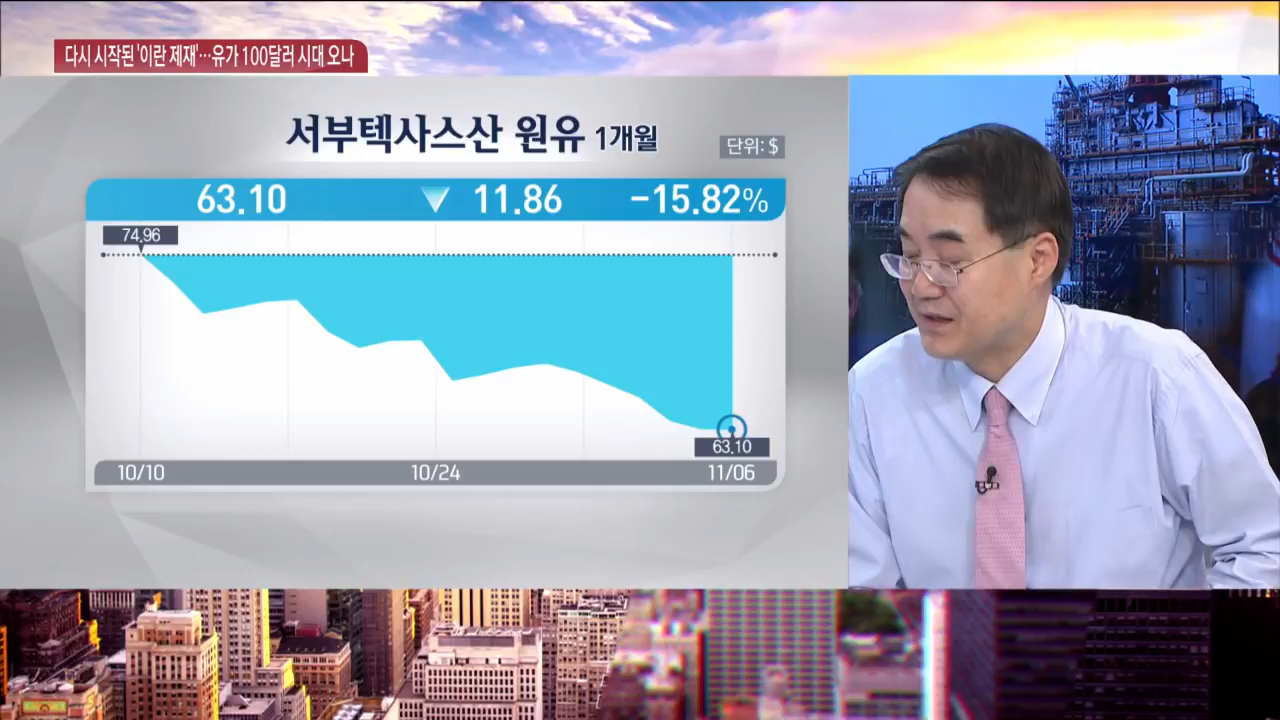 다시 시작된 '이란 제재'…유가 100달러 시대 오나
서부텍사스산 원유 1개월
단위: $
63.10 ▼ 11.86 -15.82%
74.96
63.10
10/10 10/24 11/06